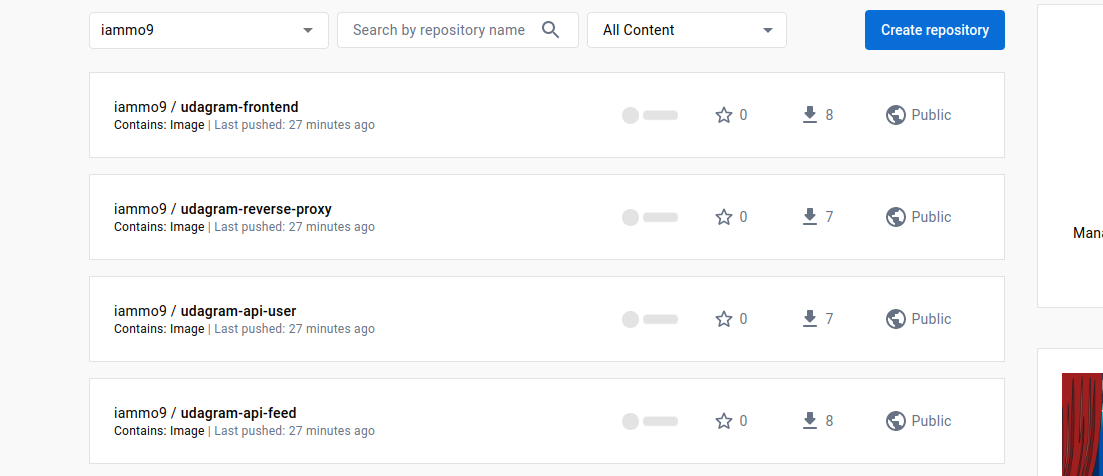 iammo9
Search by repository name
All Content
Create repository
iammo9 / udagram-frontend
Contains: Image | Last pushed: 27 minutes ago
0
8
Public
iammo9 / udagram-reverse-proxy
Contains: Image | Last pushed: 27 minutes ago
0
7
Public
Mana
iammo9 / udagram-api-user
Contains: Image | Last pushed: 27 minutes ago
0
7
Public
iammo9 / udagram-api-feed
Contains: Image | Last pushed: 27 minutes ago
0
8
Public